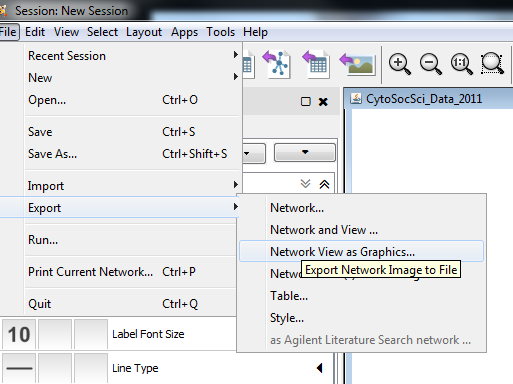 Session: New Session
File Edit View Select Layout Apps Tools Help
Recent Session
New
Open... Ctrl+O
Save Ctrl+S
Save As... Ctrl+Shift+S
Import
Export
Run...
Print Current Network... Ctrl+P
Quit Ctrl+Q
1:1
CytoSocSci_Data_2011
Network...
Network and View ...
Network View as Graphics...
Export Network Image to File
Table...
Style...
as Agilent Literature Search network ...
10 Label Font Size
Line Type